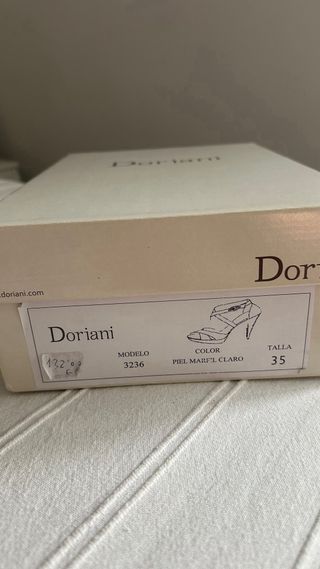 Doriani
Dori
.doriani.com
Doriani
MODELO
3236
COLOR
PIEL MARFIL CLARO
TALLA
35